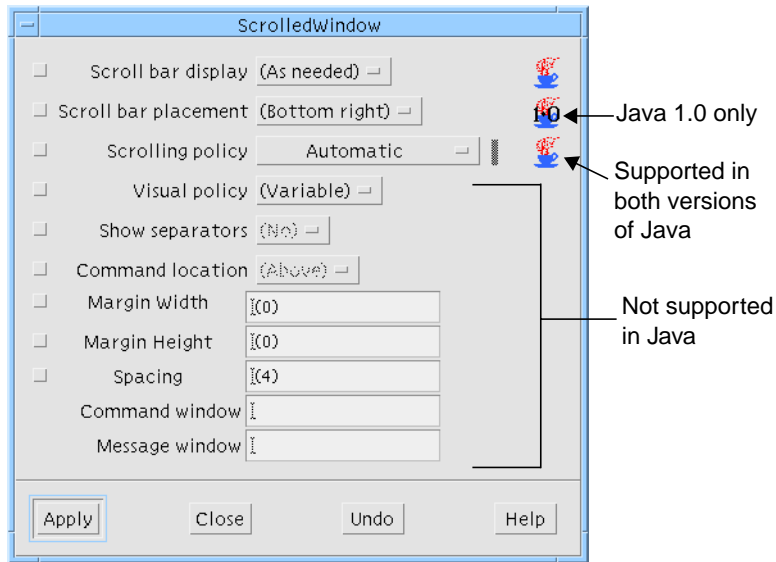 ScrolledWindow
Scroll bar display (As needed)
Scroll bar placement (Bottom right) 1.0 Java 1.0 only
Scrolling policy Automatic
Supported in
both versions
of Java
Visual policy (Variable)
Show separators (No)
Command location (Above)
Margin Width (0)
Not supported
in Java
Margin Height (0)
Spacing (4)
Command window
Message window
Apply Close Undo Help